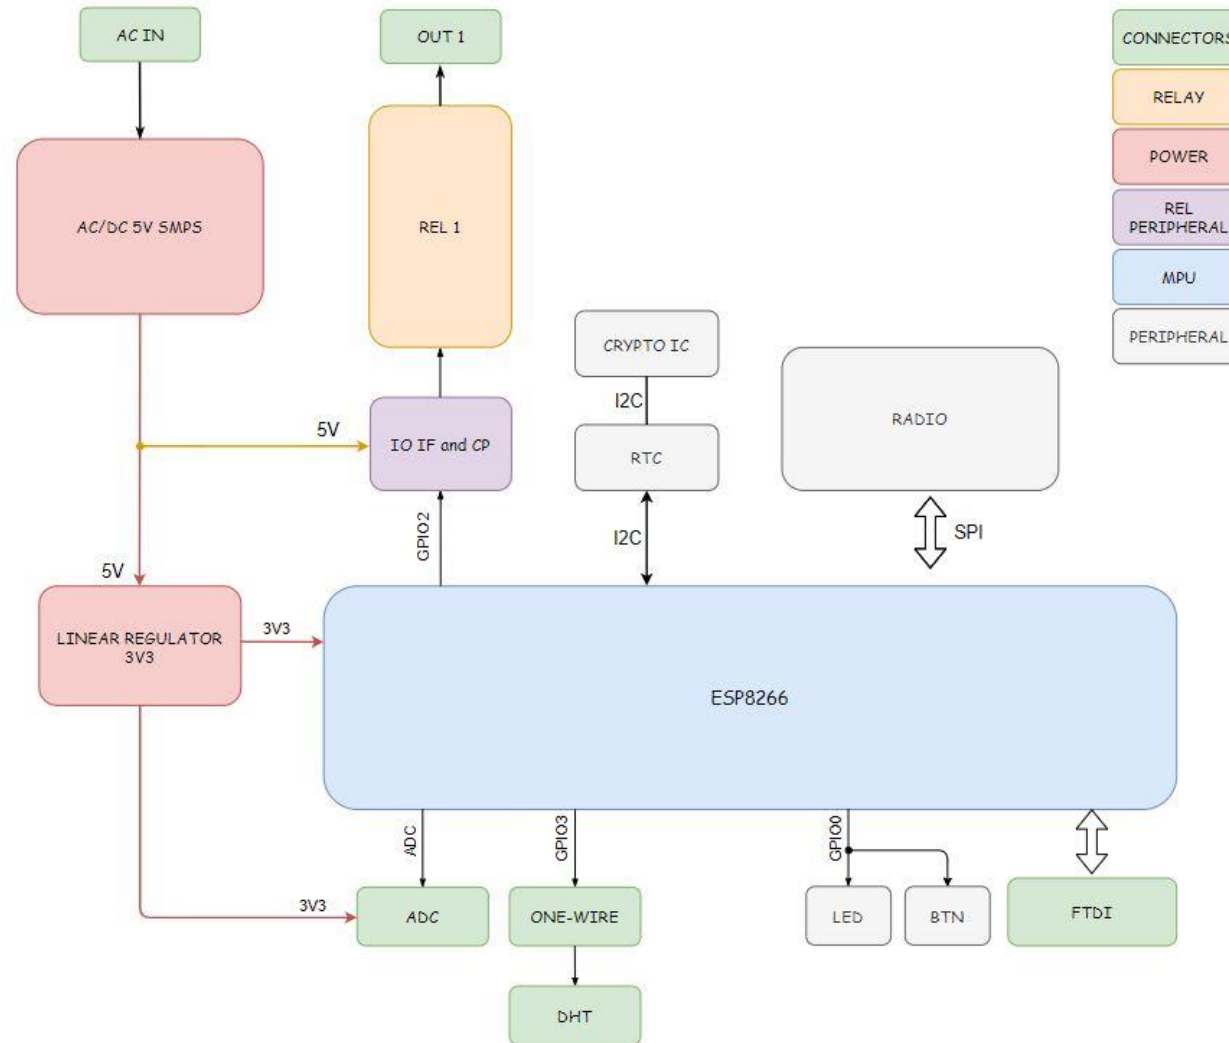 AC IN
OUT 1
CONNECTORS
RELAY
POWER
REL
PERIPHERAL
MPU
PERIPHERAL
AC/DC 5V SMPS
REL 1
CRYPTO IC
I2C
RTC
RADIO
5V
IO IF and CP
GPIO2
I2C
SPI
5V
LINEAR REGULATOR
3V3
3V3
ESP8266
ADC
GPIO3
GPIO0
3V3
ADC
ONE-WIRE
LED
BTN
FTDI
DHT